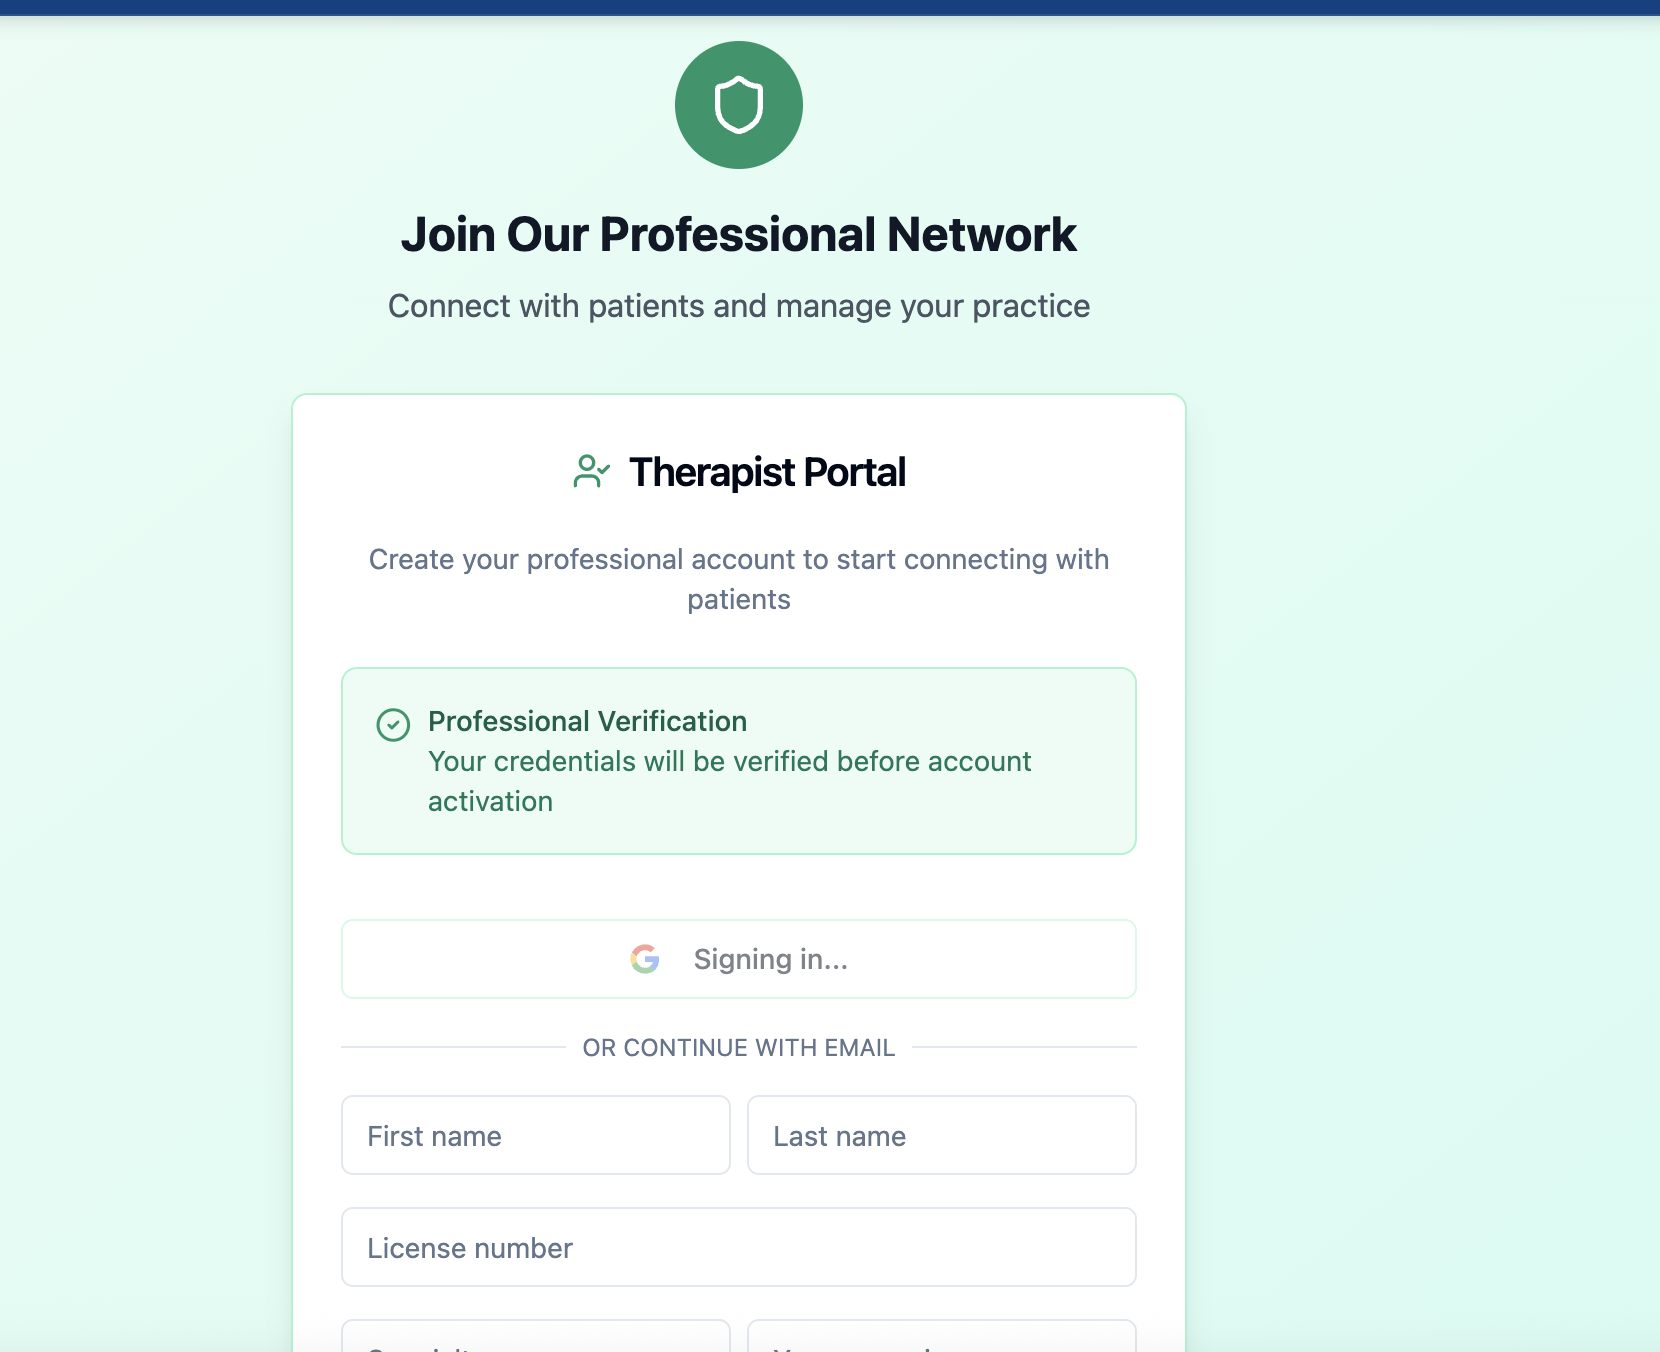 Join Our Professional Network
Connect with patients and manage your practice
Therapist Portal
Create your professional account to start connecting with
patients
Professional Verification
Your credentials will be verified before account
activation
Signing in...
OR CONTINUE WITH EMAIL
First name
Last name
License number